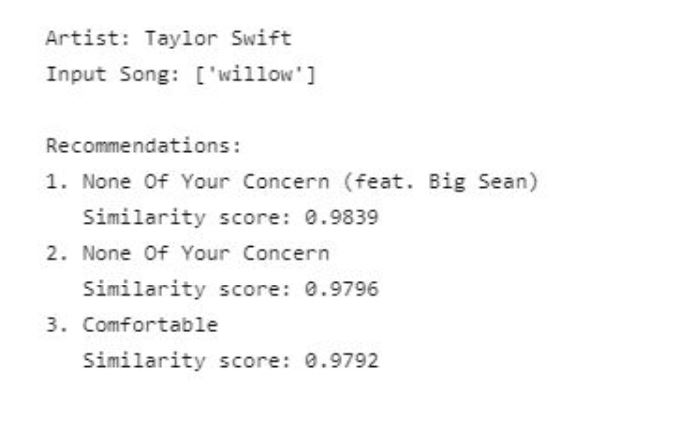 Artist: Taylor Swift
Input Song: ['willow']
Recommendations:
1. None Of Your Concern (feat. Big Sean)
Similarity score: 0.9839
2. None Of Your Concern
Similarity score: 0.9796
3. Comfortable
Similarity score: 0.9792